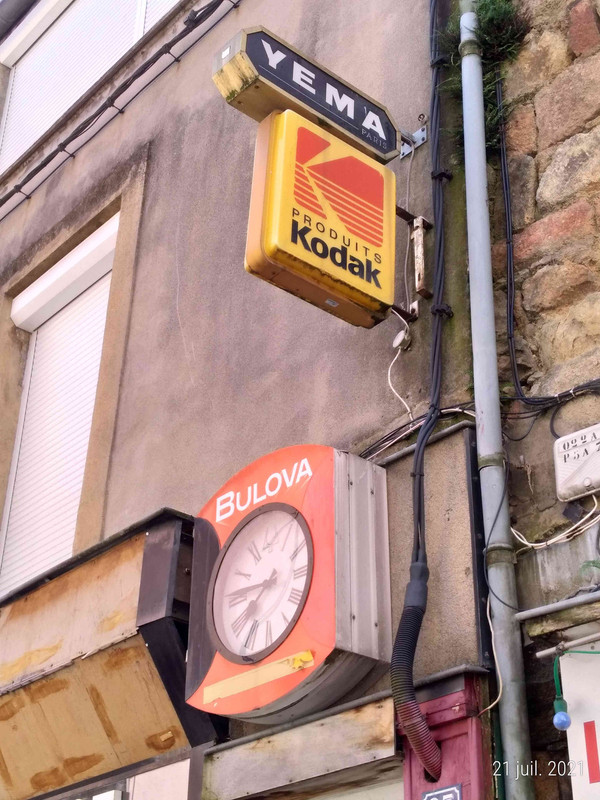 YEMA
PARIS
PRODUITS
Kodak
BULOVA
21 juil. 2021